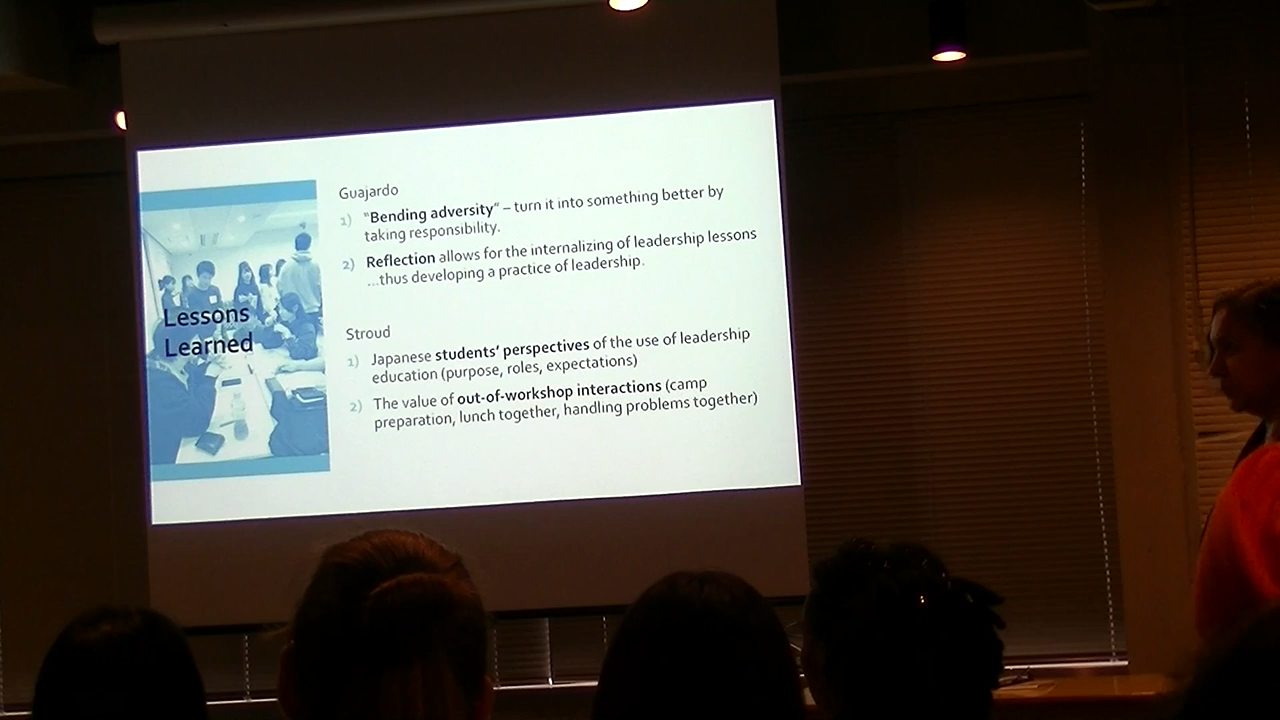 Lessons
Learned
Guajardo
1) "Bending adversity" – turn it into something better by
taking responsibility.
2) Reflection allows for the internalizing of leadership lessons
...thus developing a practice of leadership.
Stroud
1) Japanese students' perspectives of the use of leadership
education (purpose, roles, expectations)
2) The value of out-of-workshop interactions (camp
preparation, lunch together, handling problems together)